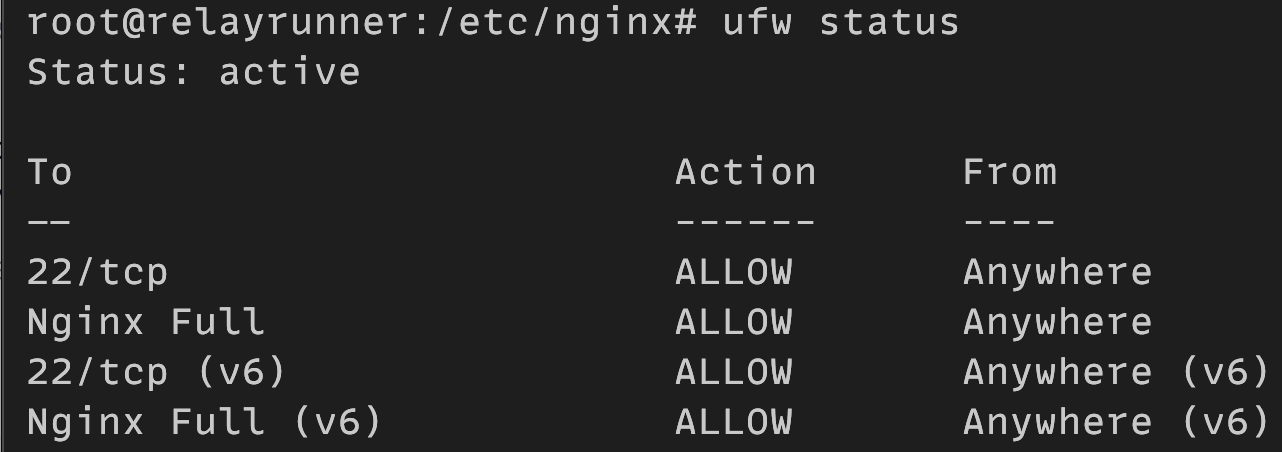 root@relayrunner:/etc/nginx# ufw status
Status: active
To Action From
-- ------ ----
22/tcp ALLOW Anywhere
Nginx Full ALLOW Anywhere
22/tcp (v6) ALLOW Anywhere (v6)
Nginx Full (v6) ALLOW Anywhere (v6)